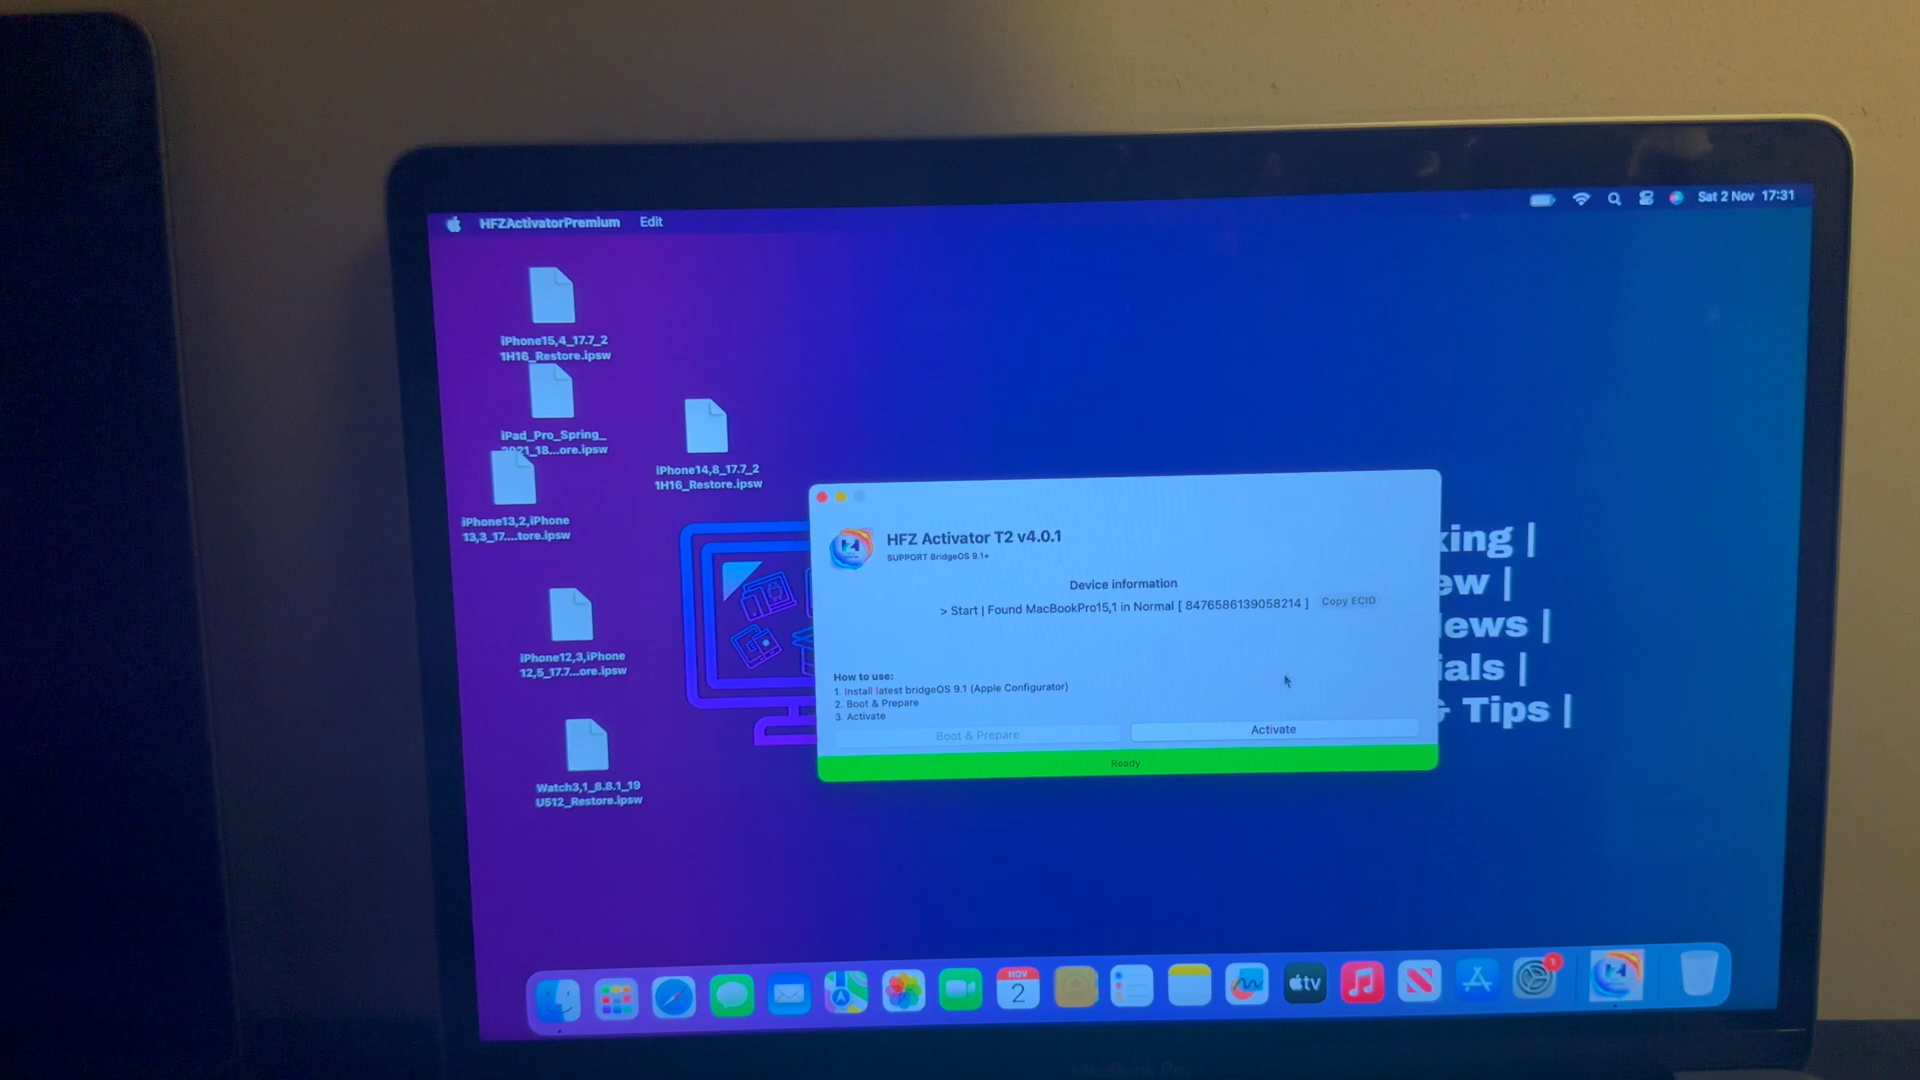 HFZActivatorPremium Edit
Sat 2 Nov 17:31
iPhone15,4_17.7_2
1H16_Restore.ipsw
iPad_Pro_Spring_
2021_18...ore.ipsw
iPhone14,8_17.7_2
1H16_Restore.ipsw
iPhone13,2,iPhone
13,3_17....tore.ipsw
iPhone12,3,iPhone
12,5_17.7...ore.ipsw
Watch3,1_8.8.1_19
U512_Restore.ipsw
HFZ Activator T2 v4.0.1
SUPPORT BridgeOS 9.1+
Device information
> Start | Found MacBookPro15,1 in Normal [ 8476586139058214 ] Copy ECID
How to use:
1. Install latest bridgeOS 9.1 (Apple Configurator)
2. Boot & Prepare
3. Activate
Boot & Prepare
Activate
Ready
king |
ew |
ews |
ials |
& Tips |
NOV
2
tv
1
MacBook Pro